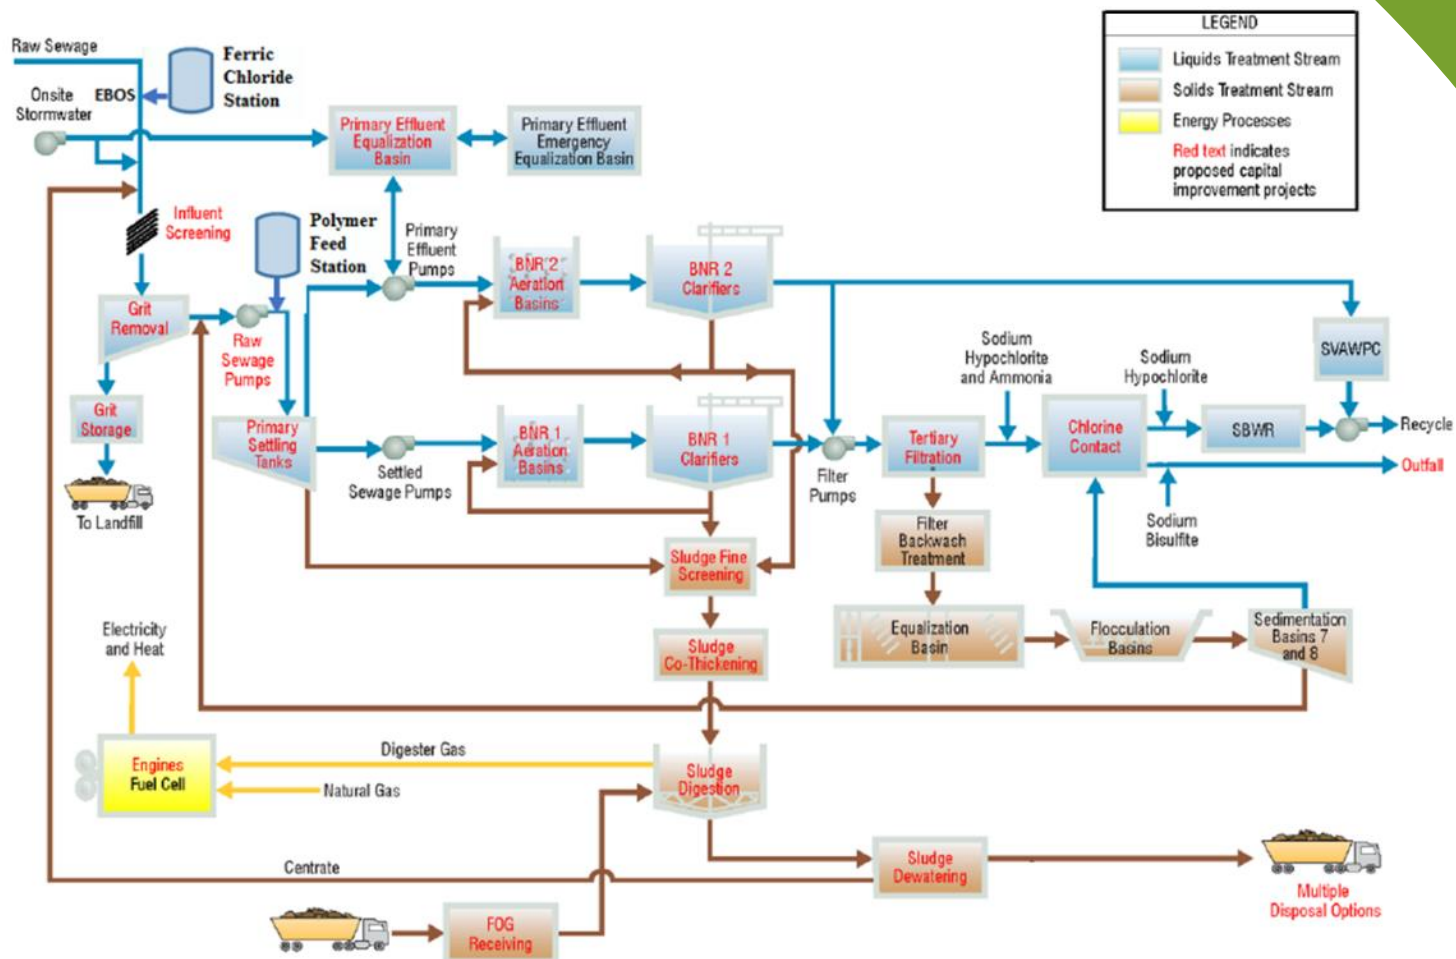 LEGEND
Liquids Treatment Stream
Solids Treatment Stream
Energy Processes
Red text indicates
proposed capital
improvement projects
Raw Sewage
Ferric
Chloride
Station
Onsite
Stormwater
EBOS
Primary Effluent
Equalization
Basin
Primary Effluent
Emergency
Equalization Basin
Influent
Screening
Polymer
Feed
Station
Primary
Effluent
Pumps
BNR 2
Aeration
Basins
BNR 2
Clarifiers
Grit
Removal
Raw
Sewage
Pumps
SVAWPC
Sodium
Hypochlorite
and Ammonia
Sodium
Hypochlorite
Grit
Storage
Primary
Settling
Tanks
Settled
Sewage Pumps
BNR 1
Aeration
Basins
BNR 1
Clarifiers
Filter
Pumps
Tertiary
Filtration
Chlorine
Contact
SBWR
Recycle
Outfall
To Landfill
Sodium
Bisulfite
Filter
Backwash
Treatment
Sludge Fine
Screening
Equalization
Basin
Flocculation
Basins
Sedimentation
Basins 7
and 8
Electricity
and Heat
Sludge
Co-Thickening
Engines
Fuel Cell
Digester Gas
Natural Gas
Sludge
Digestion
Centrate
Sludge
Dewatering
Multiple
Disposal Options
FOG
Receiving